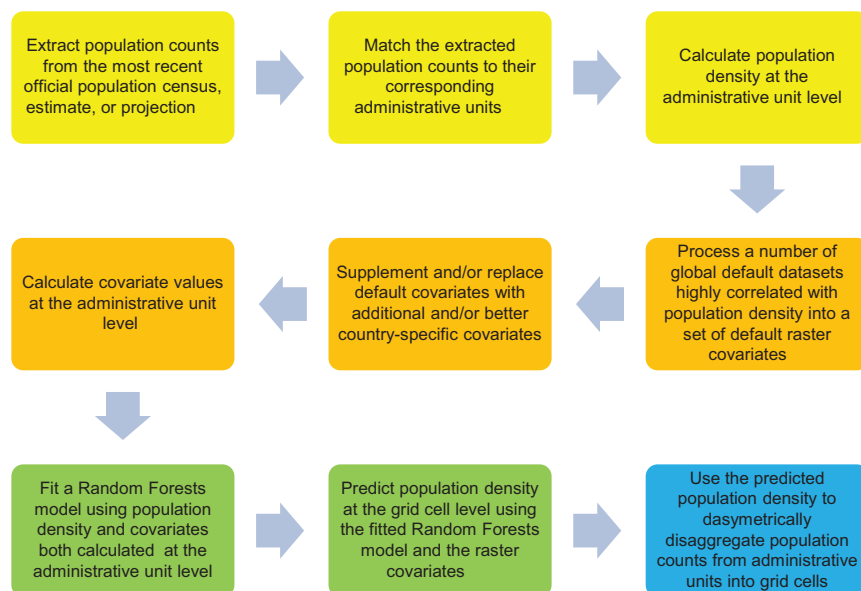 Extract population counts
from the most recent
official population census,
estimate, or projection
Match the extracted
population counts to their
corresponding
administrative units
Calculate population
density at the
administrative unit level
Process a number of
global default datasets
highly correlated with
population density into a
set of default raster
covariates
Supplement and/or replace
default covariates with
additional and/or better
country-specific covariates
Calculate covariate values
at the administrative unit
level
Fit a Random Forests
model using population
density and covariates
both calculated at the
administrative unit level
Predict population density
at the grid cell level using
the fitted Random Forests
model and the raster
covariates
Use the predicted
population density to
dasymetrically
disaggregate population
counts from administrative
units into grid cells